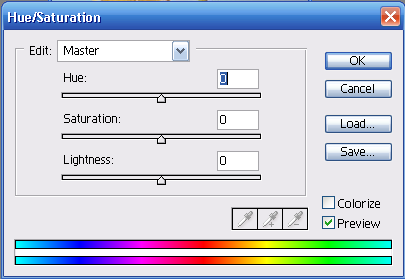 Hue/Saturation
Edit: Master
OK
Hue: 0
Cancel
Saturation: 0
Load...
Save...
Lightness: 0
Colorize
Preview